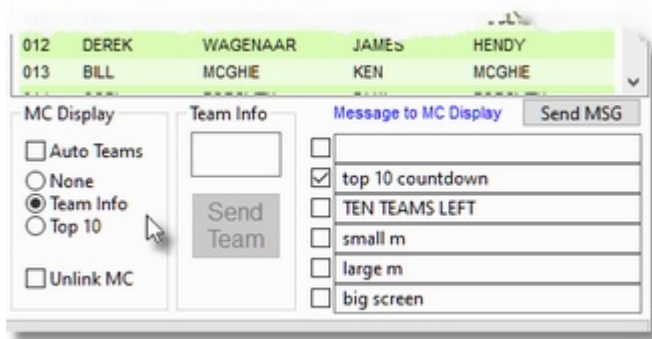 012 DEREK WAGENAAR JAMES HENDY
013 BILL MCGHIE KEN MCGHIE
MC Display
Auto Teams
None
Team Info
Top 10
Unlink MC
Team Info
Send
Team
Message to MC Display Send MSG
top 10 countdown
TEN TEAMS LEFT
small m
large m
big screen